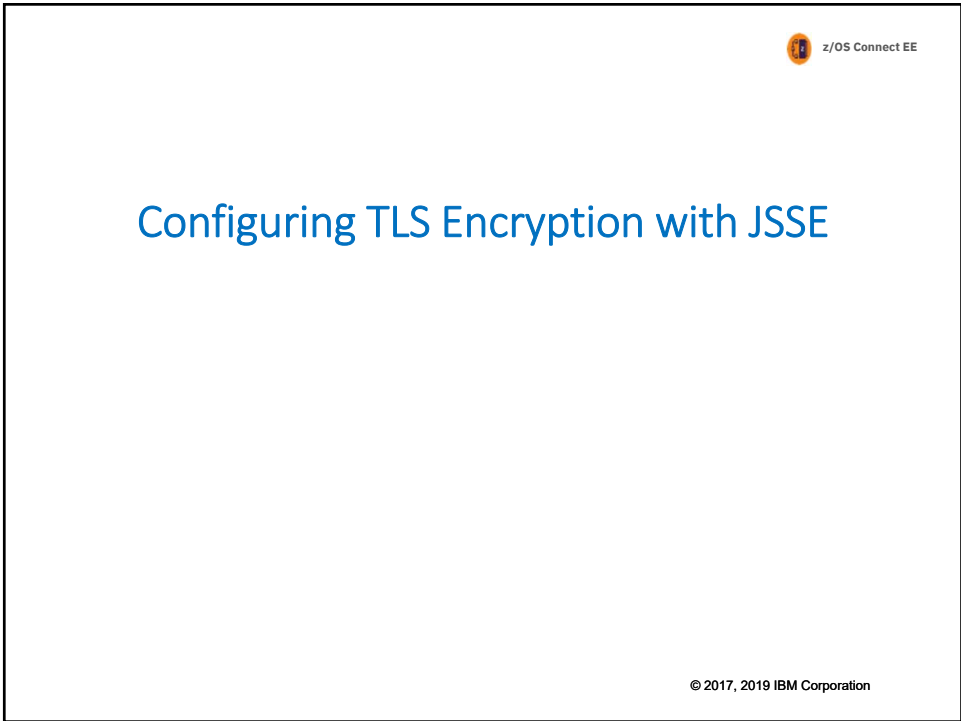 z/OS Connect EE
Configuring TLS Encryption with JSSE
© 2017, 2019 IBM Corporation